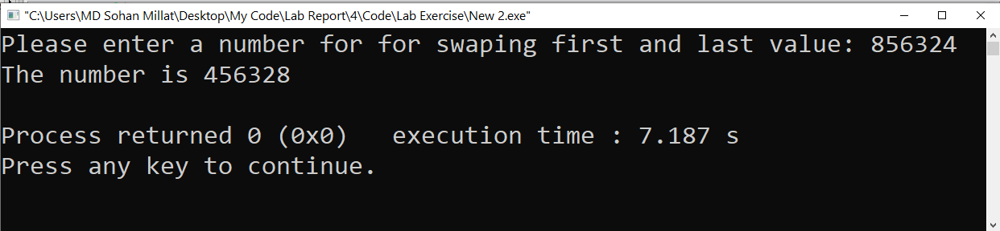 "C:\Users\MD Sohan Millat\Desktop\My Code\Lab Report\4\Code\Lab Exercise\New 2.exe"
Please enter a number for for swaping first and last value: 856324
The number is 456328
Process returned 0 (0x0)   execution time : 7.187 s
Press any key to continue.